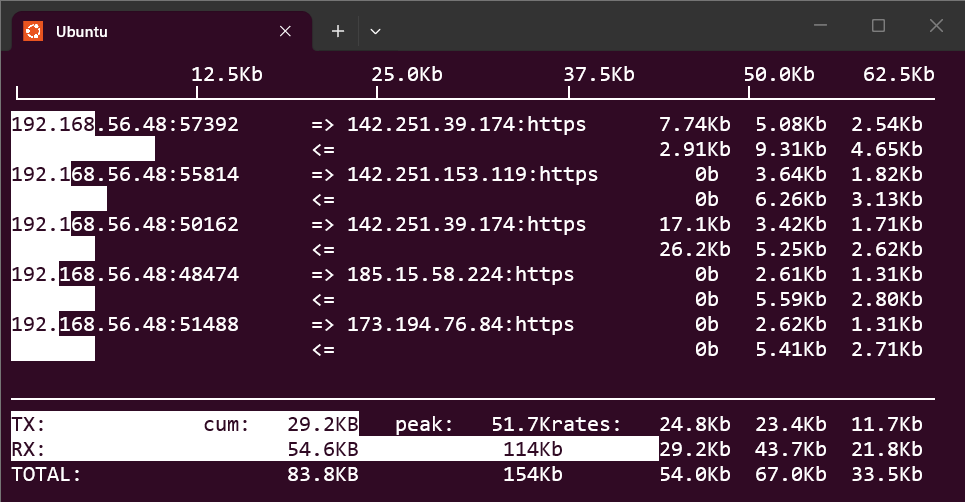 Ubuntu
12.5Kb 25.0Kb 37.5Kb 50.0Kb 62.5Kb
192.168.56.48:57392 => 142.251.39.174:https 7.74Kb 5.08Kb 2.54Kb
<= 2.91Kb 9.31Kb 4.65Kb
192.168.56.48:55814 => 142.251.153.119:https 0b 3.64Kb 1.82Kb
<= 0b 6.26Kb 3.13Kb
192.168.56.48:50162 => 142.251.39.174:https 17.1Kb 3.42Kb 1.71Kb
<= 26.2Kb 5.25Kb 2.62Kb
192.168.56.48:48474 => 185.15.58.224:https 0b 2.61Kb 1.31Kb
<= 0b 5.59Kb 2.80Kb
192.168.56.48:51488 => 173.194.76.84:https 0b 2.62Kb 1.31Kb
<= 0b 5.41Kb 2.71Kb
TX: cum: 29.2KB peak: 51.7Krates: 24.8Kb 23.4Kb 11.7Kb
RX: 54.6KB 114Kb 29.2Kb 43.7Kb 21.8Kb
TOTAL: 83.8KB 154Kb 54.0Kb 67.0Kb 33.5Kb